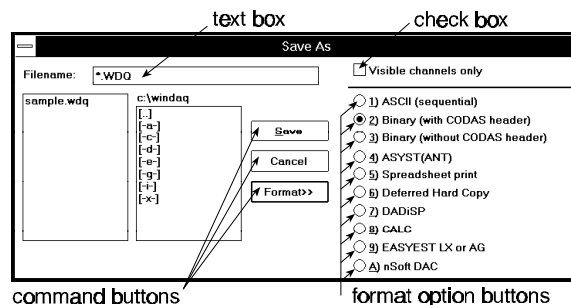 text box
check box
Save As
Filename:
*.WDQ
Visible channels only
sample.wdq
c:\windaq
[..]
[-a-]
[-c-]
[-d-]
[-e-]
[-g-]
[-i-]
[-x-]
Save
Cancel
Format>>
1) ASCII (sequential)
2) Binary (with CODAS header)
3) Binary (without CODAS header)
4) ASYST(ANT)
5) Spreadsheet print
6) Deferred Hard Copy
7) DADiSP
8) CALC
9) EASYEST LX or AG
A) nSoft DAC
command buttons
format option buttons